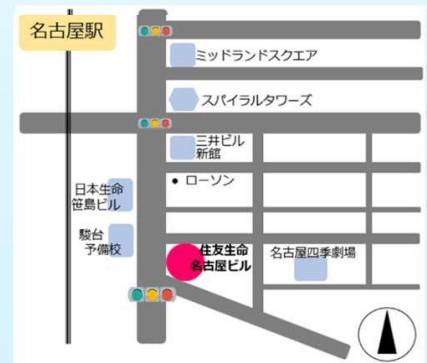 名古屋駅
ミッドランドスクエア
スパイラルタワーズ
三井ビル
新館
• ローソン
日本生命
笹島ビル
駿台
予備校
住友生命
名古屋ビル
名古屋四季劇場